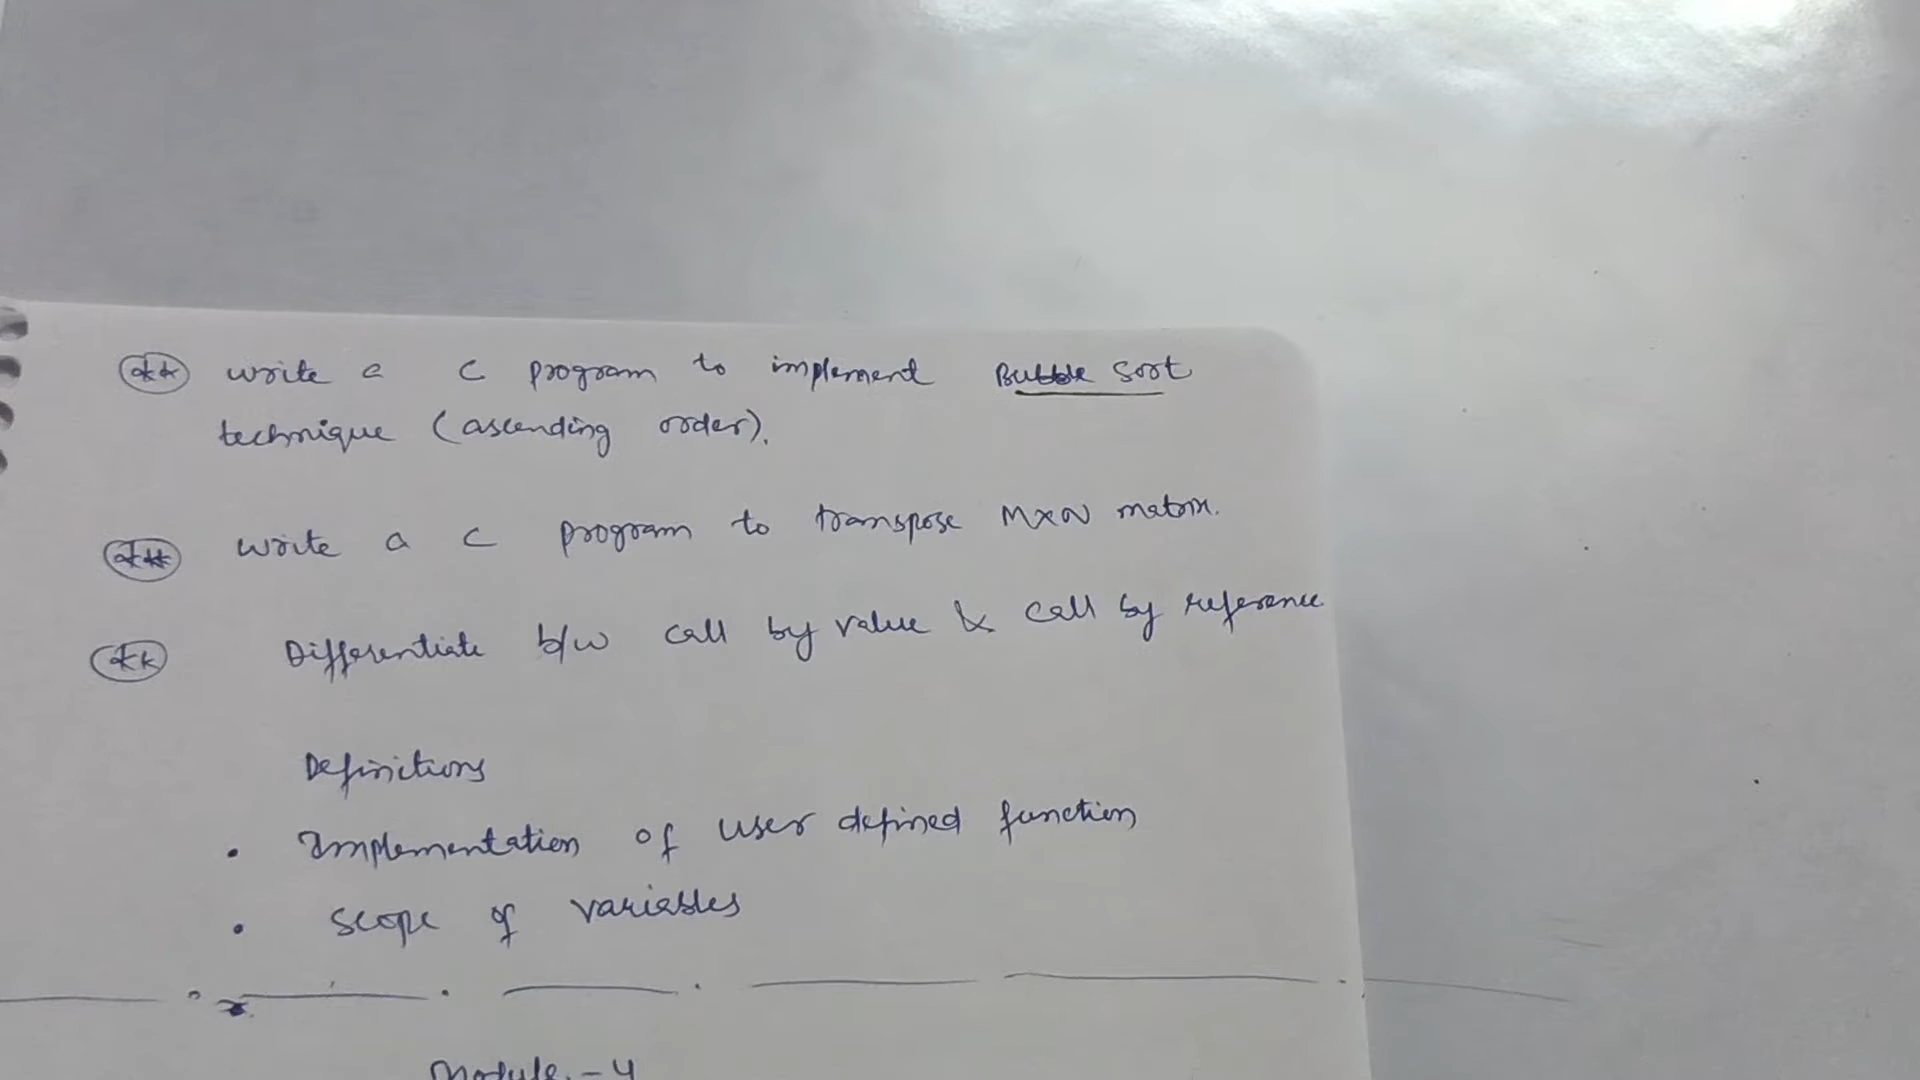 ** write a C program to implement Bubble sort
technique (ascending order).
*** write a C program to transpose MXN matrix.
** Differentiate b/w call by value & call by reference
Definitions
• Implementation of user defined function
• scope of variables
Module-4